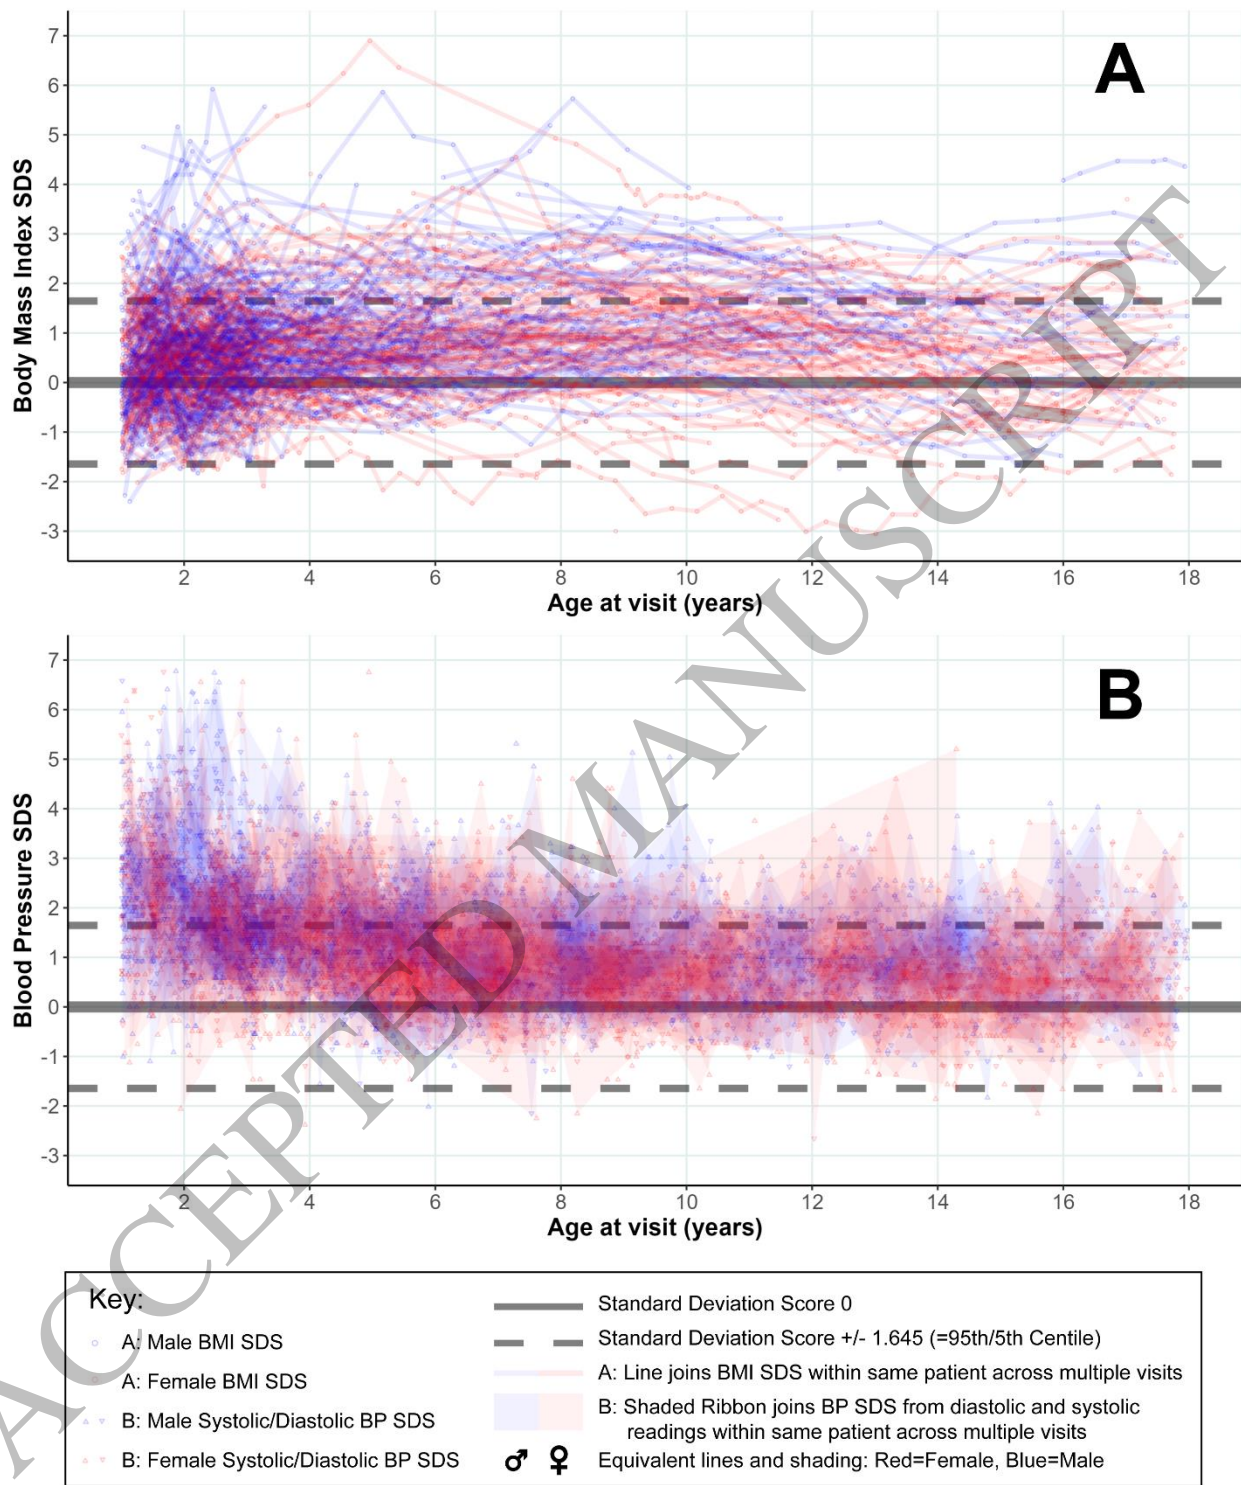 A
7
6
5
4
3
2
1
0
-1
-2
-3
Body Mass Index SDS
2 4 6 8 10 12 14 16 18
Age at visit (years)
B
7
6
5
4
3
2
1
0
-1
-2
-3
Blood Pressure SDS
2 4 6 8 10 12 14 16 18
Age at visit (years)
ACCEPTED MANUSCRIPT
Key:
A: Male BMI SDS
A: Female BMI SDS
B: Male Systolic/Diastolic BP SDS
B: Female Systolic/Diastolic BP SDS
Standard Deviation Score 0
Standard Deviation Score +/- 1.645 (=95th/5th Centile)
A: Line joins BMI SDS within same patient across multiple visits
B: Shaded Ribbon joins BP SDS from diastolic and systolic
readings within same patient across multiple visits
♂ ♀ Equivalent lines and shading: Red=Female, Blue=Male